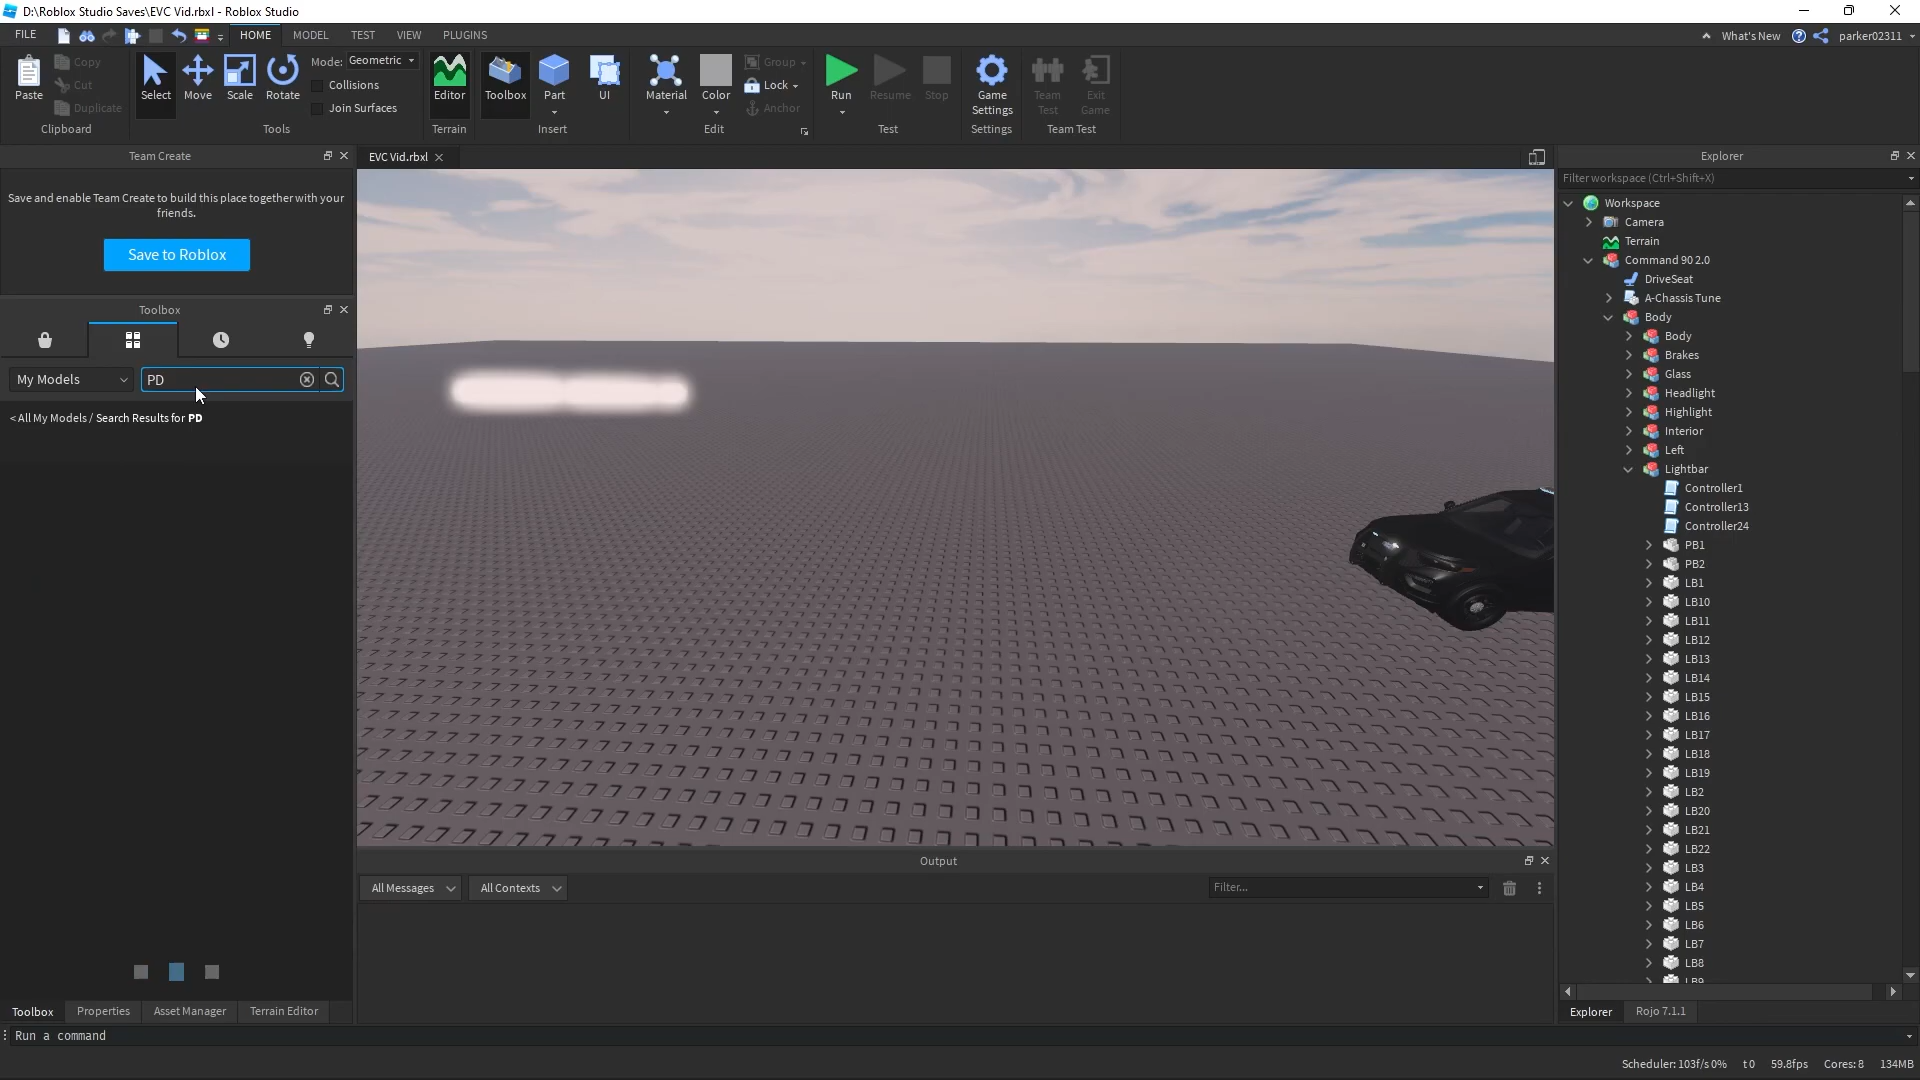 D:\Roblox Studio Saves\EVC Vid.rbxl - Roblox Studio
FILE HOME MODEL TEST VIEW PLUGINS What's New parker02311
Paste Copy Cut Duplicate Clipboard
Select Move Scale Rotate Mode: Geometric Collisions Join Surfaces Tools
Editor Terrain
Toolbox Part UI Insert
Material Color Group Lock Anchor Edit
Run Resume Stop Test
Game Settings Settings
Team Test Exit Game Team Test
Team Create
Save and enable Team Create to build this place together with your
friends.
Save to Roblox
Toolbox
My Models PD
< All My Models / Search Results for PD
Toolbox Properties Asset Manager Terrain Editor
EVC Vid.rbxl
Output
All Messages All Contexts Filter...
Explorer
Filter workspace (Ctrl+Shift+X)
Workspace
Camera
Terrain
Command 90 2.0
DriveSeat
A-Chassis Tune
Body
Body
Brakes
Glass
Headlight
Highlight
Interior
Left
Lightbar
Controller1
Controller13
Controller24
PB1
PB2
LB1
LB10
LB11
LB12
LB13
LB14
LB15
LB16
LB17
LB18
LB19
LB2
LB20
LB21
LB22
LB3
LB4
LB5
LB6
LB7
LB8
LB9
Explorer Rojo 7.1.1
Run a command
Scheduler: 103f/s 0% t0 59.8fps Cores: 8 134MB